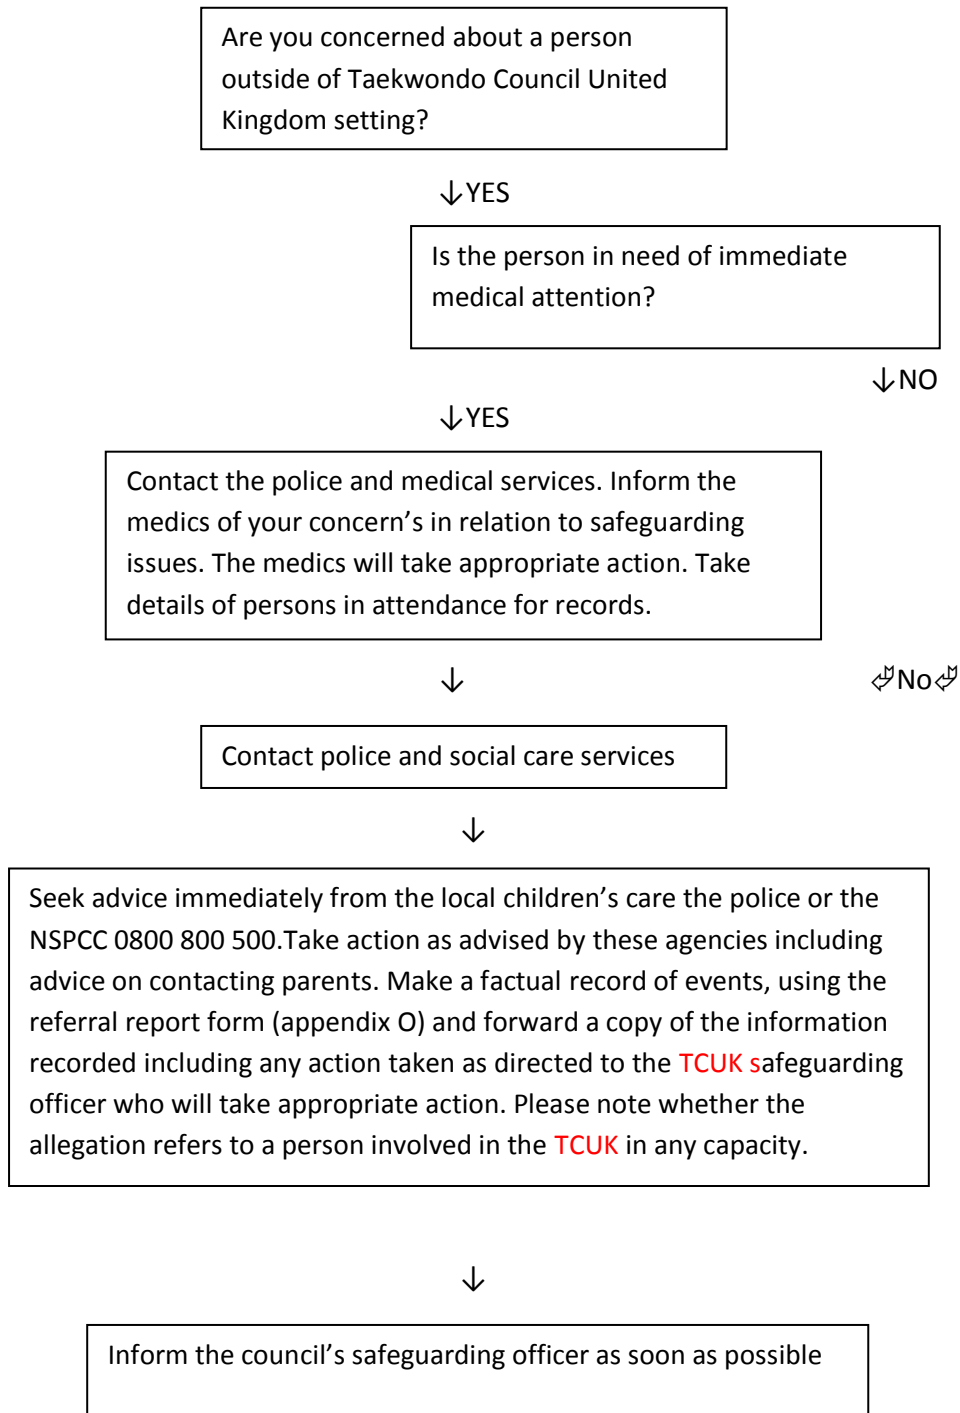 Are you concerned about a person
outside of Taekwondo Council United
Kingdom setting?
↓YES
Is the person in need of immediate
medical attention?
↓NO
↓YES
Contact the police and medical services. Inform the
medics of your concern’s in relation to safeguarding
issues. The medics will take appropriate action. Take
details of persons in attendance for records.
↓
No
Contact police and social care services
↓
Seek advice immediately from the local children’s care the police or the
NSPCC 0800 800 500.Take action as advised by these agencies including
advice on contacting parents. Make a factual record of events, using the
referral report form (appendix O) and forward a copy of the information
recorded including any action taken as directed to the TCUK safeguarding
officer who will take appropriate action. Please note whether the
allegation refers to a person involved in the TCUK in any capacity.
↓
Inform the council’s safeguarding officer as soon as possible